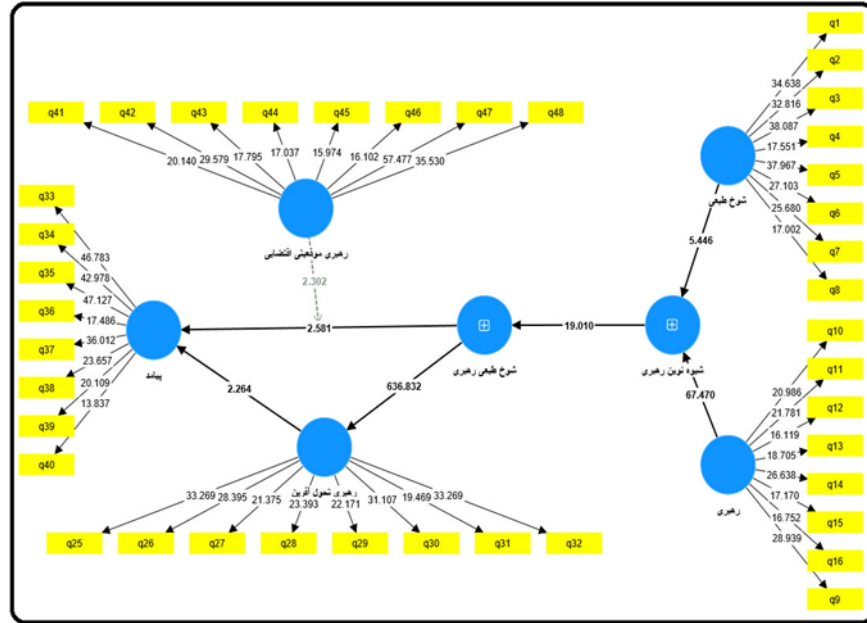 q1
q2
q3
q4
q5
q6
q7
q8
34.638
32.816
38.087
17.551
37.967
27.103
25.680
17.002
شوخ طبعی
q41
q42
q43
q44
q45
q46
q47
q48
20.140
29.579
17.795
17.037
15.974
16.102
57.477
35.530
رهبری موقعیتی اقتضایی
2.302
5.446
q33
q34
q35
q36
q37
q38
q39
q40
46.783
42.978
47.127
17.486
36.012
23.657
20.109
13.837
پیامد
2.581
شوخ طبعی رهبری
19.010
شیوه نوین رهبری
2.264
636.832
67.470
q10
q11
q12
q13
q14
q15
q16
q9
20.986
21.781
16.119
18.705
26.638
17.170
16.752
28.939
رهبری
رهبری تحول آفرین
33.269
28.395
21.375
23.393
22.171
31.107
19.469
33.269
q25
q26
q27
q28
q29
q30
q31
q32